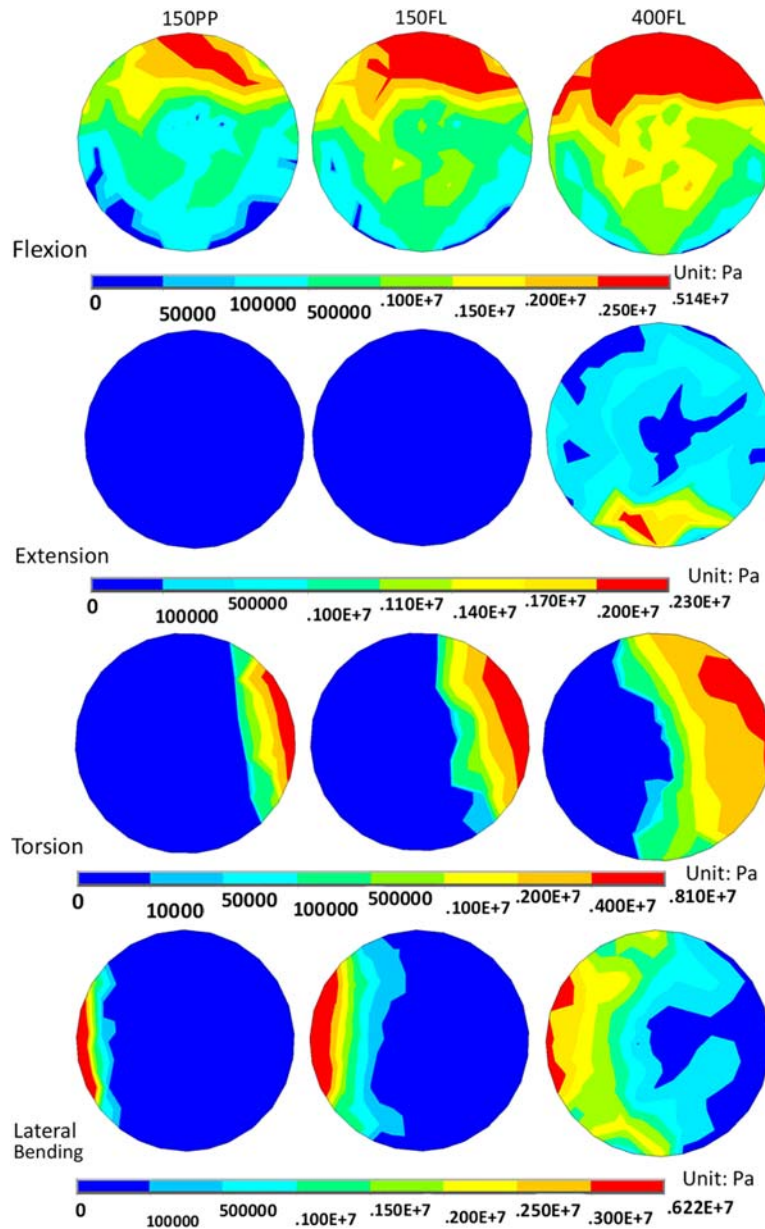 150PP 150FL 400FL
Flexion
Unit: Pa
0 50000 100000 500000 .100E+7 .150E+7 .200E+7 .250E+7 .514E+7
Extension
Unit: Pa
0 100000 500000 .100E+7 .110E+7 .140E+7 .170E+7 .200E+7 .230E+7
Torsion
Unit: Pa
0 10000 50000 100000 500000 .100E+7 .200E+7 .400E+7 .810E+7
Lateral
Bending
Unit: Pa
0 100000 500000 .100E+7 .150E+7 .200E+7 .250E+7 .300E+7 .622E+7